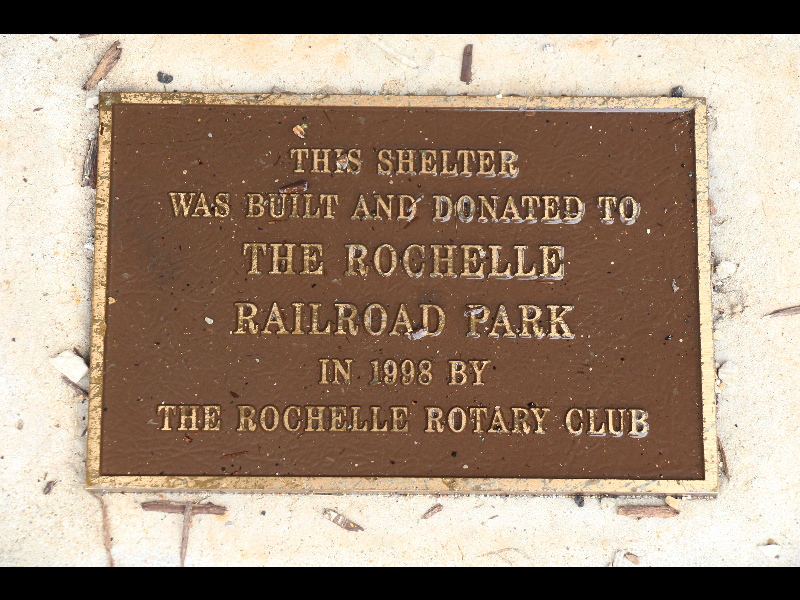 THIS SHELTER
WAS BUILT AND DONATED TO
THE ROCHELLE
RAILROAD PARK
IN 1998 BY
THE ROCHELLE ROTARY CLUB